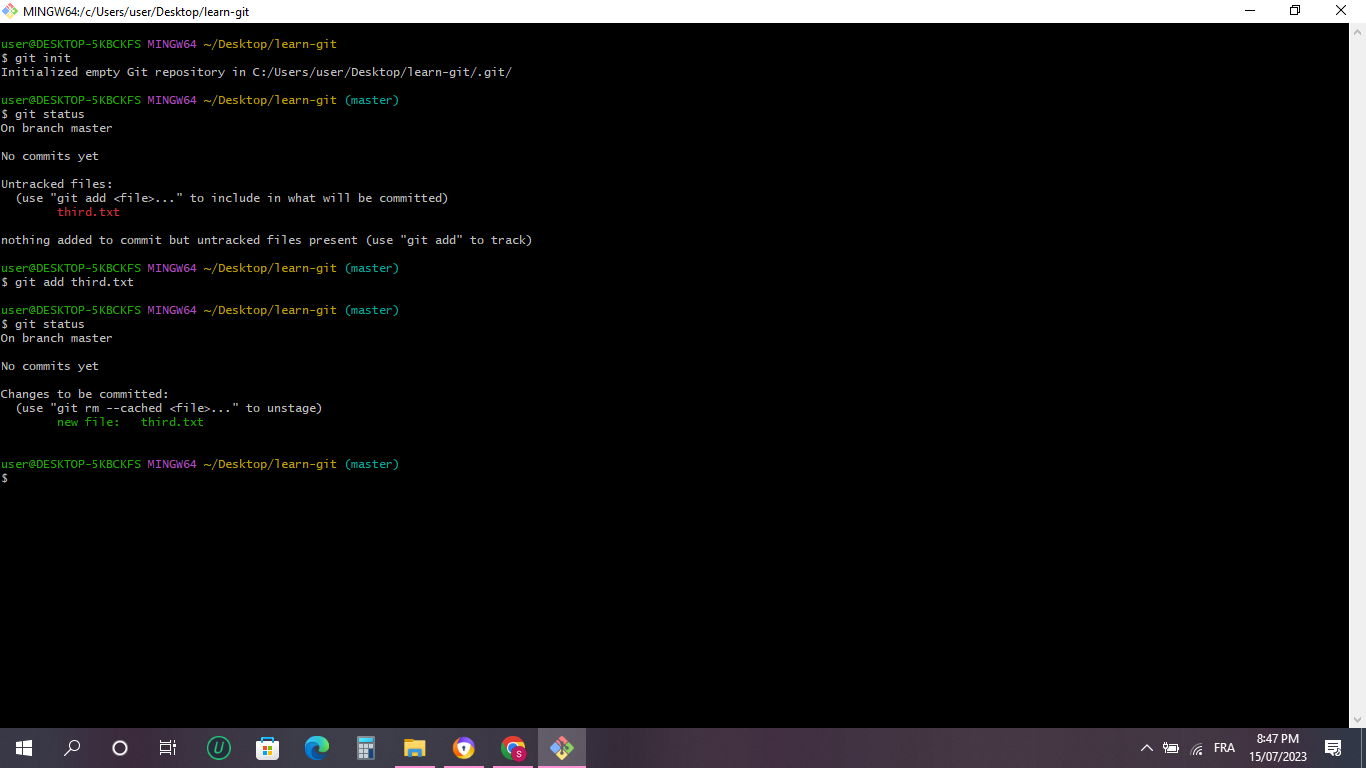 MINGW64:/c/Users/user/Desktop/learn-git
user@DESKTOP-5KBCKFS MINGW64 ~/Desktop/learn-git
$ git init
Initialized empty Git repository in C:/Users/user/Desktop/learn-git/.git/
user@DESKTOP-5KBCKFS MINGW64 ~/Desktop/learn-git (master)
$ git status
On branch master
No commits yet
Untracked files:
  (use "git add <file>..." to include in what will be committed)
        third.txt
nothing added to commit but untracked files present (use "git add" to track)
user@DESKTOP-5KBCKFS MINGW64 ~/Desktop/learn-git (master)
$ git add third.txt
user@DESKTOP-5KBCKFS MINGW64 ~/Desktop/learn-git (master)
$ git status
On branch master
No commits yet
Changes to be committed:
  (use "git rm --cached <file>..." to unstage)
        new file:   third.txt
user@DESKTOP-5KBCKFS MINGW64 ~/Desktop/learn-git (master)
$
U
S
FRA
8:47 PM
15/07/2023